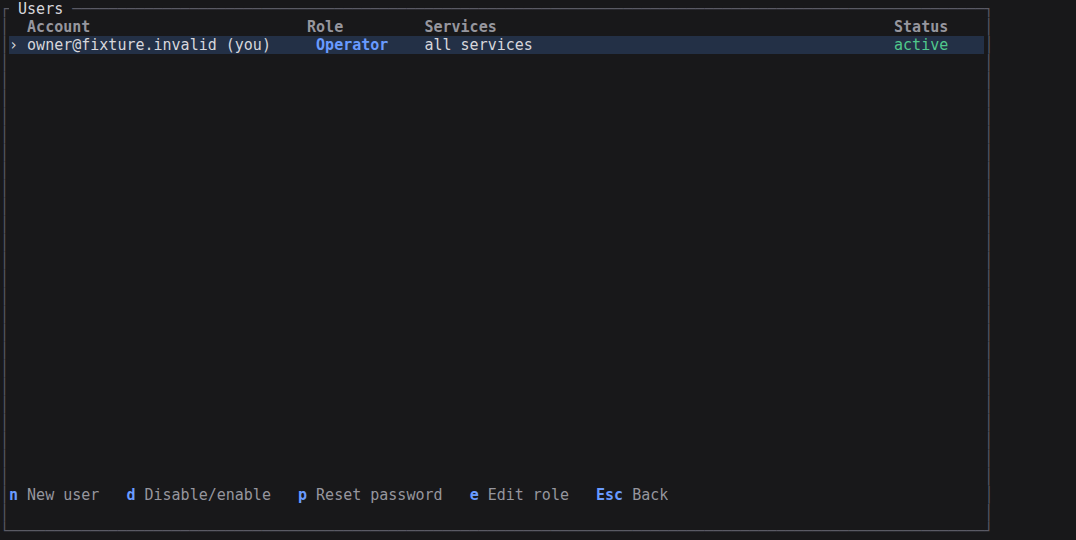 Users
Account Role Services Status
› owner@fixture.invalid (you) Operator all services active
n New user d Disable/enable p Reset password e Edit role Esc Back